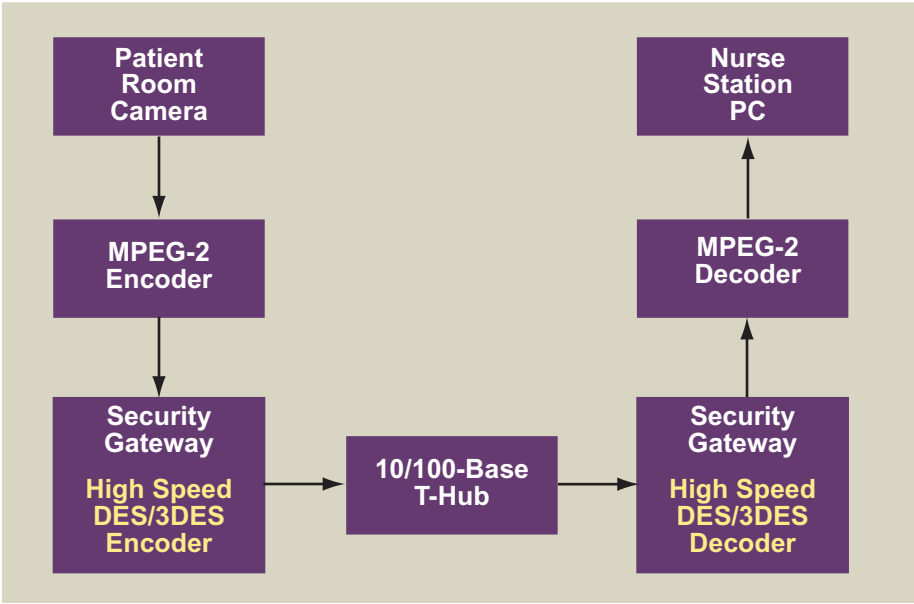 Patient
Room
Camera
Nurse
Station
PC
MPEG-2
Encoder
MPEG-2
Decoder
Security
Gateway
High Speed
DES/3DES
Encoder
10/100-Base
T-Hub
Security
Gateway
High Speed
DES/3DES
Decoder